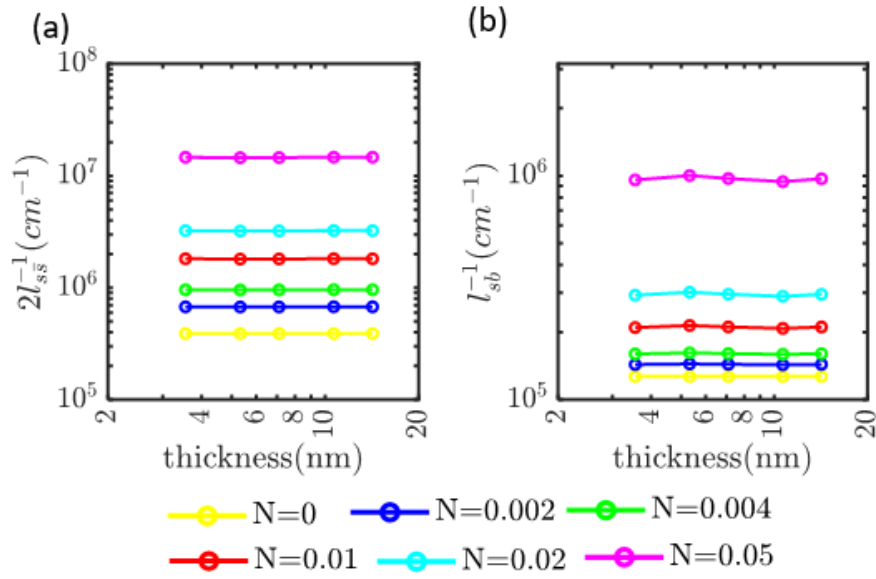 (a)
(b)
10^8
10^7
10^6
10^5
2l_{s\bar{s}}^{-1}(cm^{-1})
2 4 6 8 10 20
thickness(nm)
10^6
10^5
l_{sb}^{-1}(cm^{-1})
2 4 6 8 10 20
thickness(nm)
N=0 N=0.002 N=0.004
N=0.01 N=0.02 N=0.05